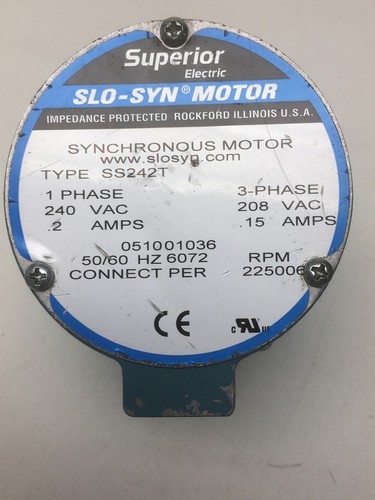 Superior
Electric
SLO-SYN® MOTOR
IMPEDANCE PROTECTED ROCKFORD ILLINOIS U.S.A.
SYNCHRONOUS MOTOR
www.slosyn.com
TYPE SS242T
1 PHASE 3-PHASE
240 VAC 208 VAC
.2 AMPS .15 AMPS
051001036
50/60 HZ 6072 RPM
CONNECT PER 225006
CE
c UR us